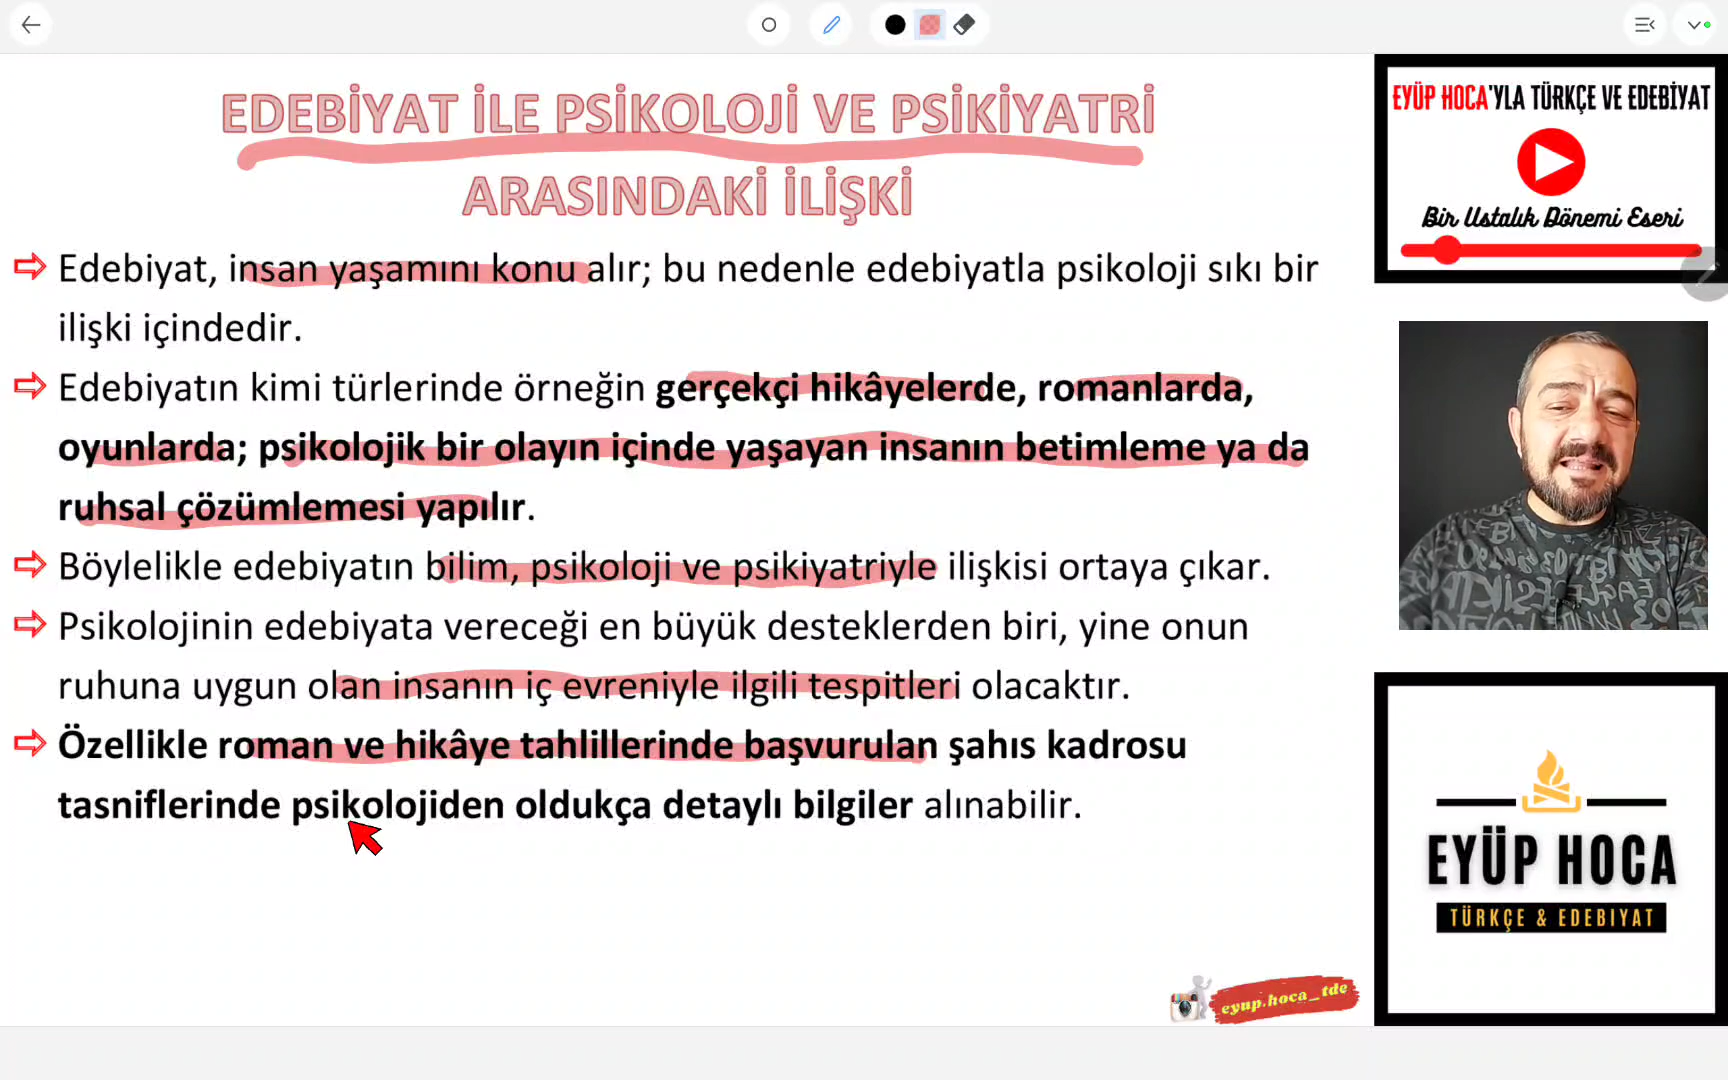 EDEBİYAT İLE PSİKOLOJİ VE PSİKİYATRİ
ARASINDAKİ İLİŞKİ
Edebiyat, insan yaşamını konu alır; bu nedenle edebiyatla psikoloji sıkı bir
ilişki içindedir.
Edebiyatın kimi türlerinde örneğin gerçekçi hikâyelerde, romanlarda,
oyunlarda; psikolojik bir olayın içinde yaşayan insanın betimleme ya da
ruhsal çözümlemesi yapılır.
Böylelikle edebiyatın bilim, psikoloji ve psikiyatriyle ilişkisi ortaya çıkar.
Psikolojinin edebiyata vereceği en büyük desteklerden biri, yine onun
ruhuna uygun olan insanın iç evreniyle ilgili tespitleri olacaktır.
Özellikle roman ve hikâye tahlillerinde başvurulan şahıs kadrosu
tasniflerinde psikolojiden oldukça detaylı bilgiler alınabilir.
EYÜP HOCA'YLA TÜRKÇE VE EDEBİYAT
Bir Ustalık Dönemi Eseri
EYÜP HOCA
TÜRKÇE & EDEBIYAT
eyup.hoca_tde